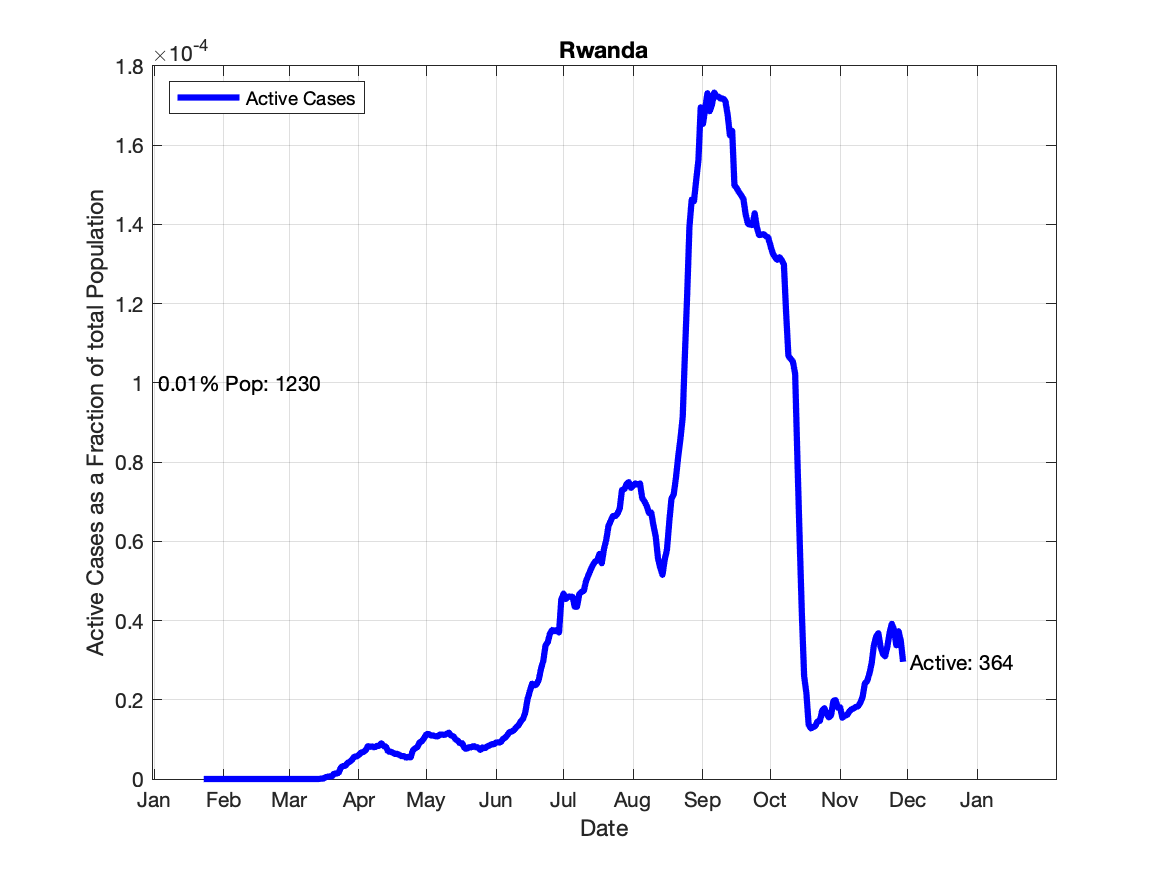 Rwanda
×10-4
Active Cases
1.8
1.6
1.4
1.2
1
0.8
0.6
0.4
0.2
0
0.01% Pop: 1230
Active: 364
Active Cases as a Fraction of total Population
Jan Feb Mar Apr May Jun Jul Aug Sep Oct Nov Dec Jan
Date